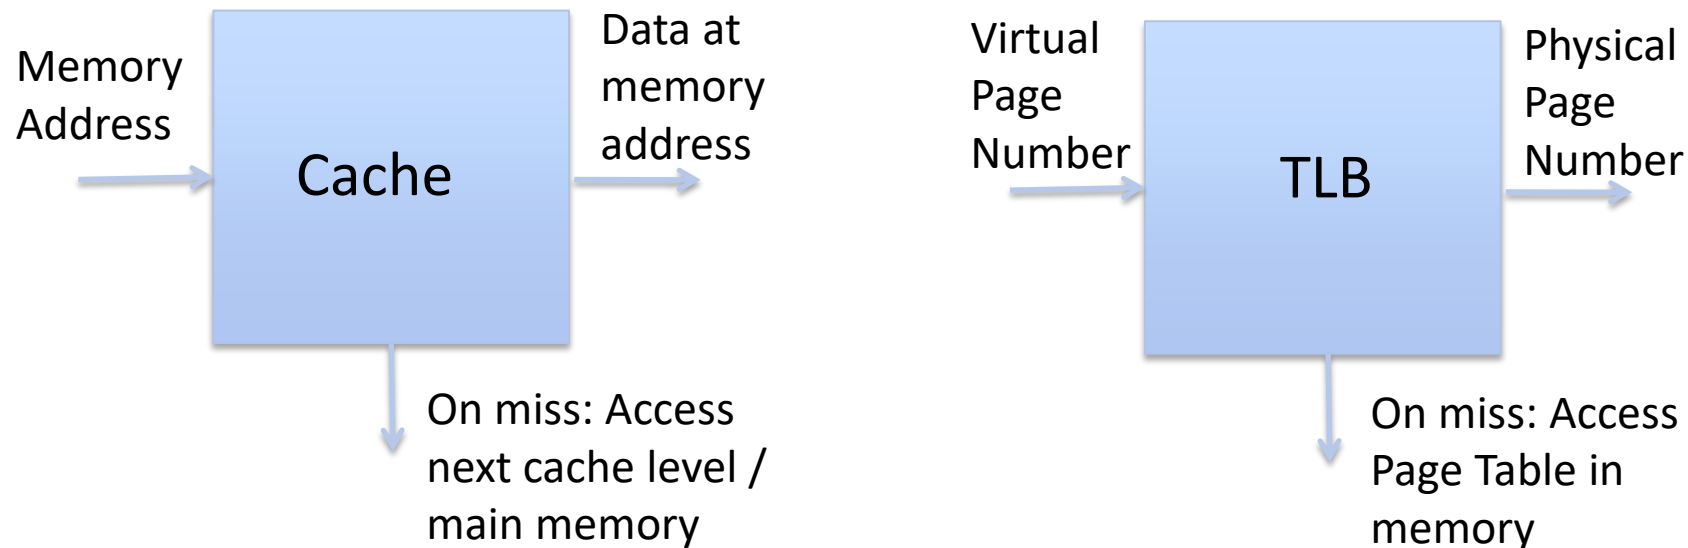 Memory
Address
Cache
Data at
memory
address
On miss: Access
next cache level /
main memory
Virtual
Page
Number
TLB
Physical
Page
Number
On miss: Access
Page Table in
memory